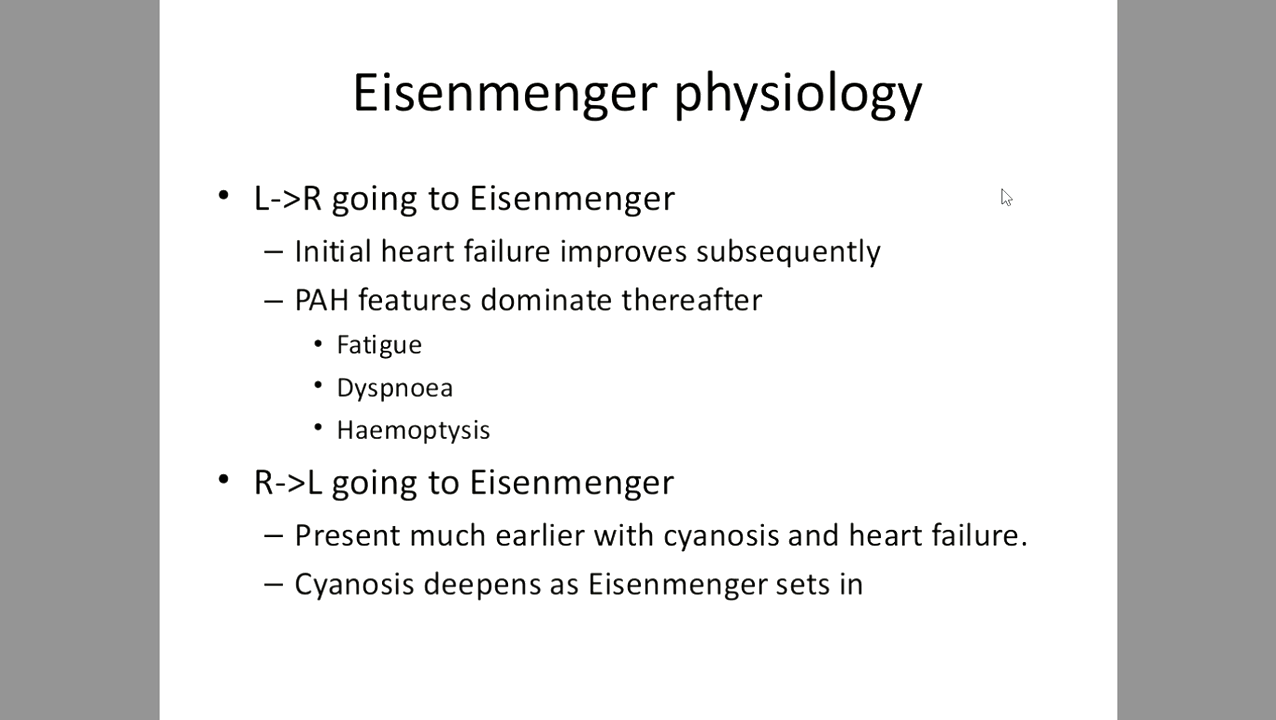 Eisenmenger physiology
• L->R going to Eisenmenger
– Initial heart failure improves subsequently
– PAH features dominate thereafter
• Fatigue
• Dyspnoea
• Haemoptysis
• R->L going to Eisenmenger
– Present much earlier with cyanosis and heart failure.
– Cyanosis deepens as Eisenmenger sets in